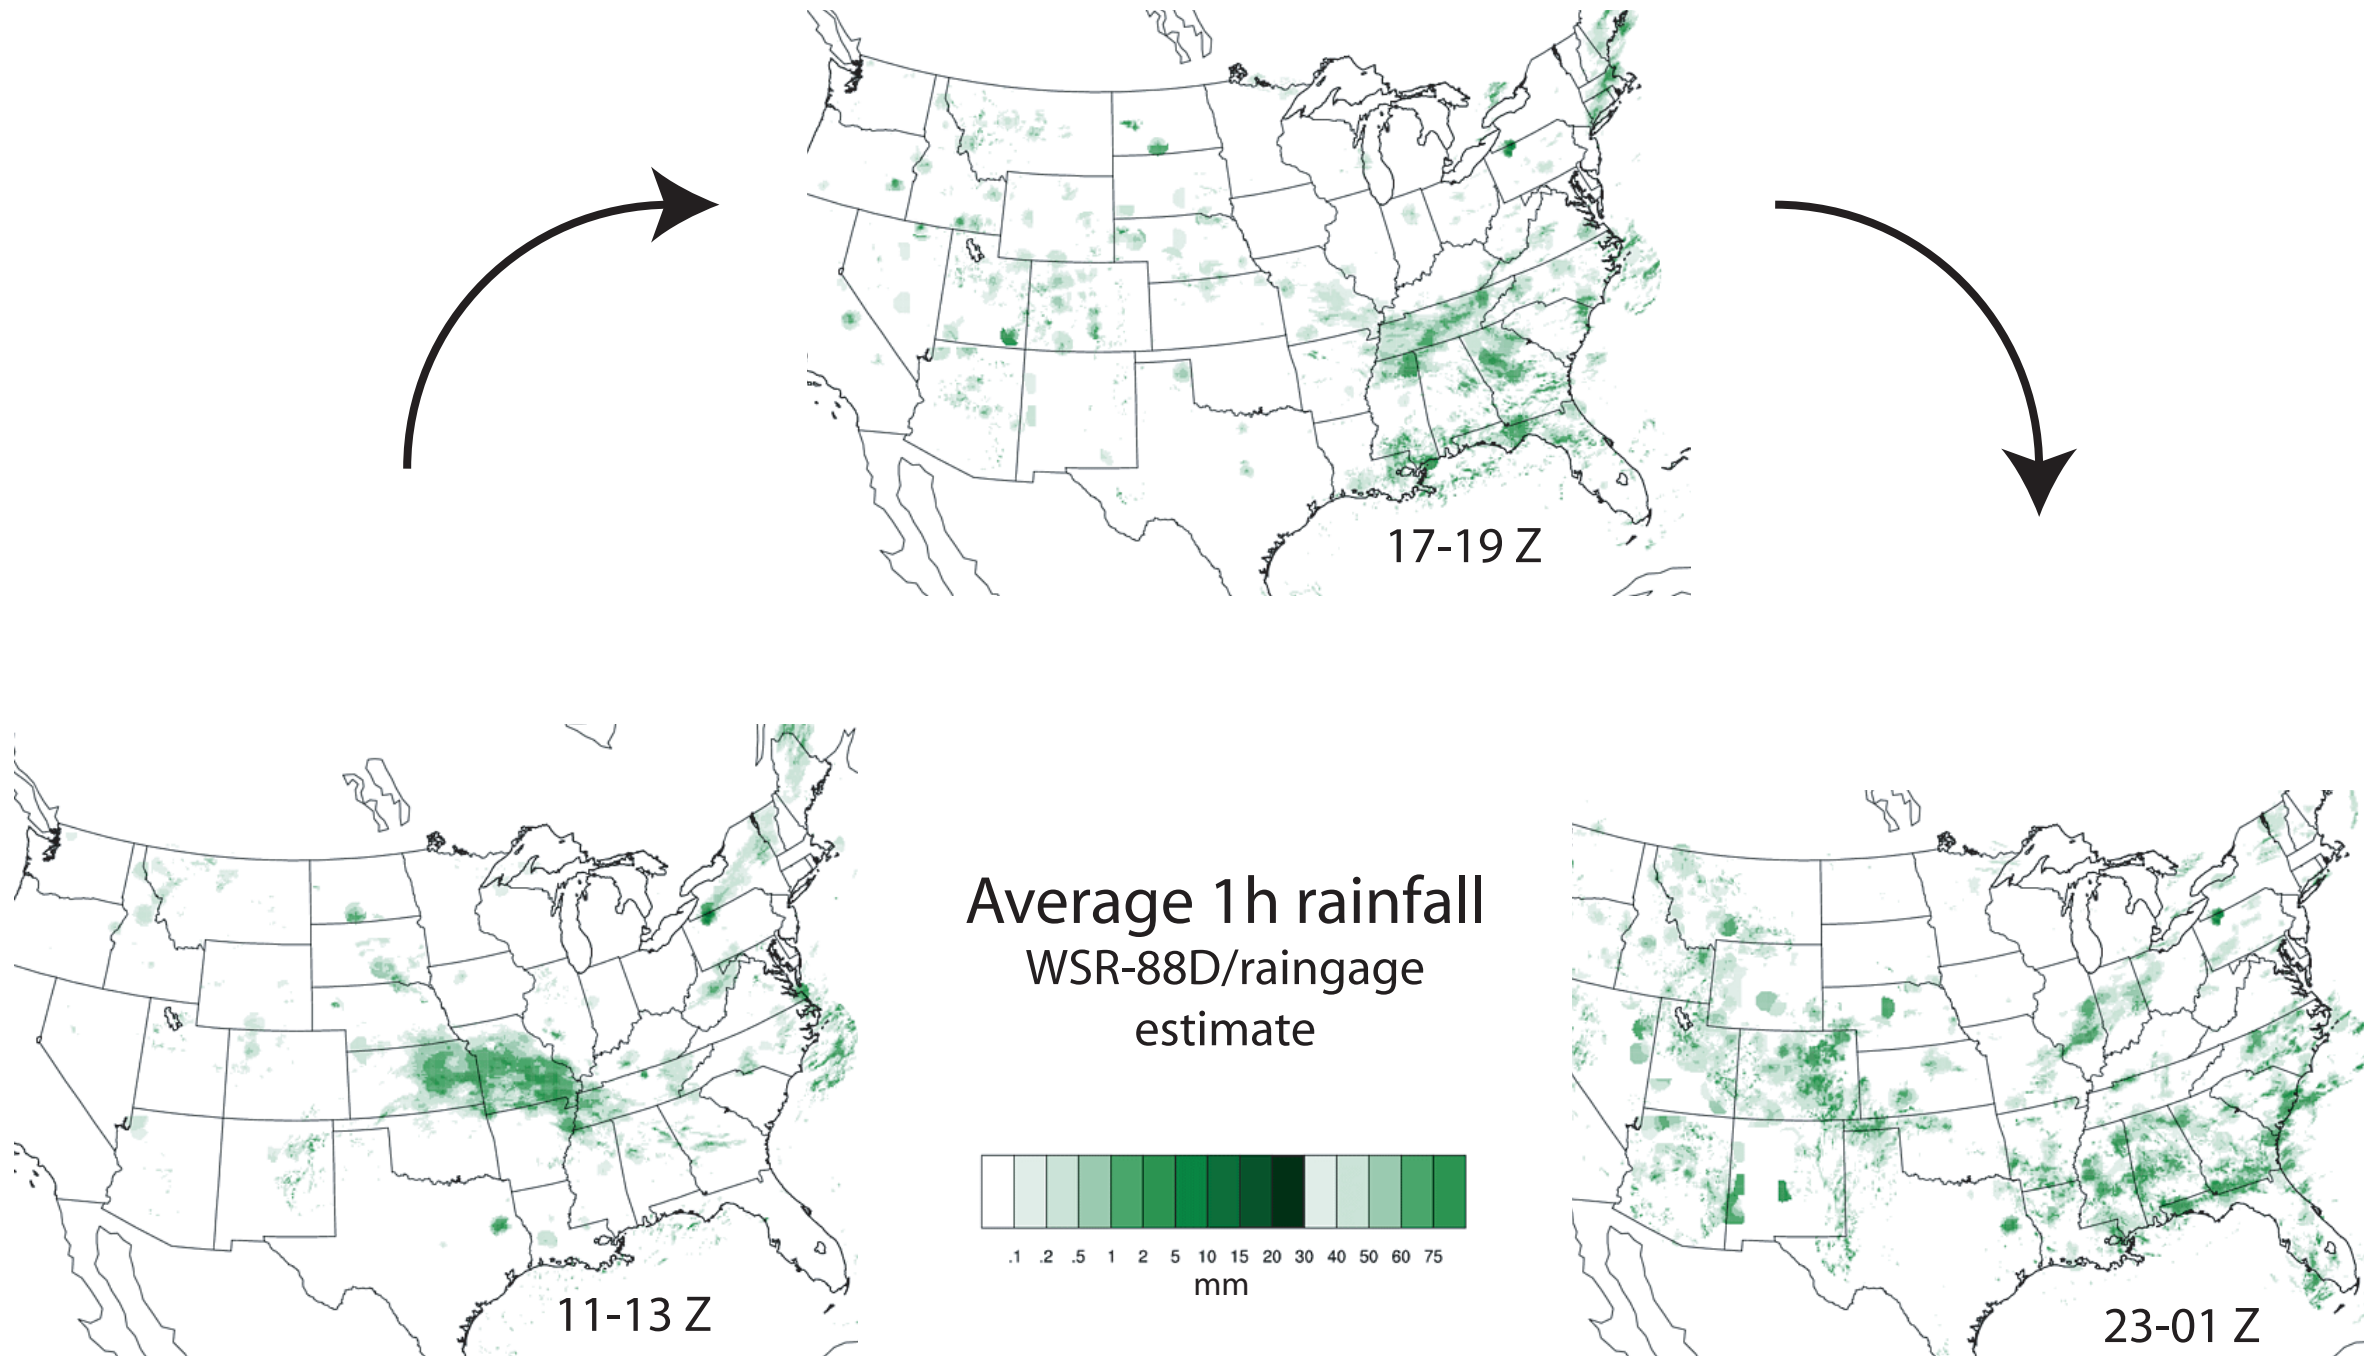 17-19 Z
Average 1h rainfall
WSR-88D/raingage
estimate
.1 .2 .5 1 2 5 10 15 20 30 40 50 60 75
mm
11-13 Z
23-01 Z